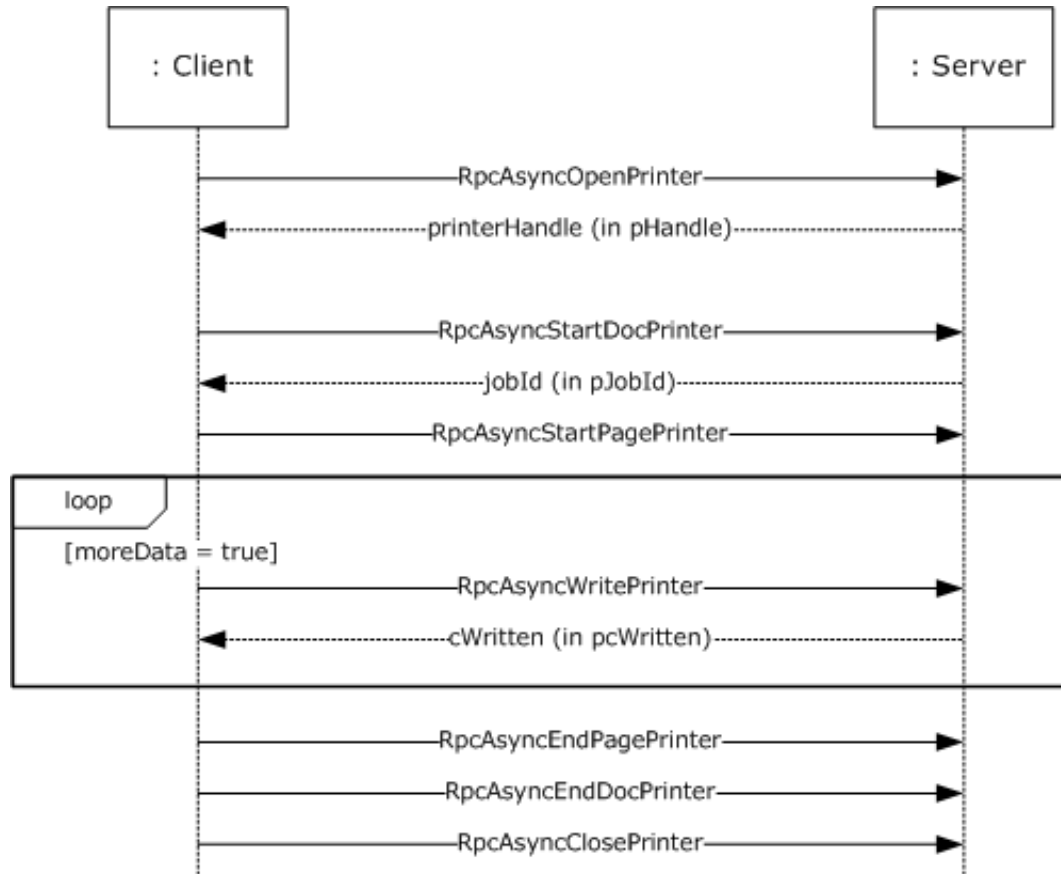 : Client
: Server
RpcAsyncOpenPrinter
printerHandle (in pHandle)
RpcAsyncStartDocPrinter
jobId (in pJobId)
RpcAsyncStartPagePrinter
loop
[moreData = true]
RpcAsyncWritePrinter
cWritten (in pcWritten)
RpcAsyncEndPagePrinter
RpcAsyncEndDocPrinter
RpcAsyncClosePrinter